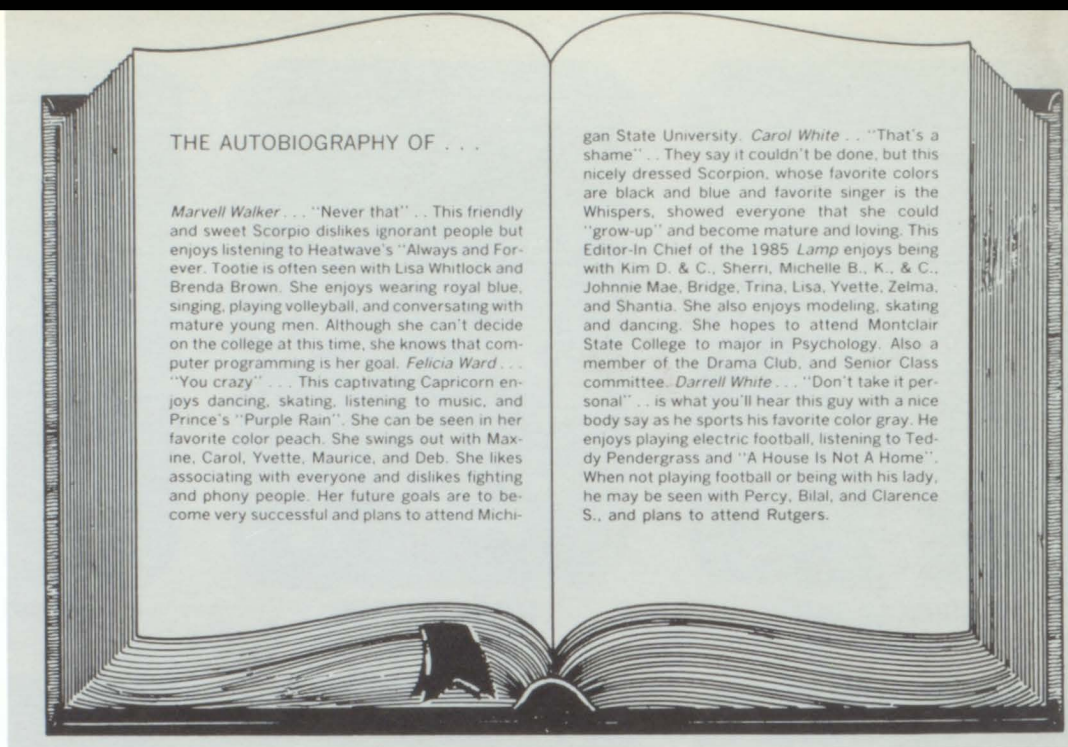 THE AUTOBIOGRAPHY OF . . .
Marvell Walker . . . "Never that" . . This friendly
and sweet Scorpio dislikes ignorant people but
enjoys listening to Heatwave's "Always and For-
ever. Tootie is often seen with Lisa Whitlock and
Brenda Brown. She enjoys wearing royal blue,
singing, playing volleyball, and conversating with
mature young men. Although she can't decide
on the college at this time, she knows that com-
puter programming is her goal. Felicia Ward . . .
"You crazy" . . . This captivating Capricorn en-
joys dancing, skating, listening to music, and
Prince's "Purple Rain". She can be seen in her
favorite color peach. She swings out with Max-
ine, Carol, Yvette, Maurice, and Deb. She likes
associating with everyone and dislikes fighting
and phony people. Her future goals are to be-
come very successful and plans to attend Michi-
gan State University. Carol White . . "That's a
shame" . . They say it couldn't be done, but this
nicely dressed Scorpion, whose favorite colors
are black and blue and favorite singer is the
Whispers, showed everyone that she could
"grow-up" and become mature and loving. This
Editor-In Chief of the 1985 Lamp enjoys being
with Kim D. & C., Sherri, Michelle B., K., & C.,
Johnnie Mae, Bridge, Trina, Lisa, Yvette, Zelma,
and Shantia. She also enjoys modeling, skating
and dancing. She hopes to attend Montclair
State College to major in Psychology. Also a
member of the Drama Club, and Senior Class
committee. Darrell White . . . "Don't take it per-
sonal" . . is what you'll hear this guy with a nice
body say as he sports his favorite color gray. He
enjoys playing electric football, listening to Ted-
dy Pendergrass and "A House Is Not A Home".
When not playing football or being with his lady,
he may be seen with Percy, Bilal, and Clarence
S., and plans to attend Rutgers.